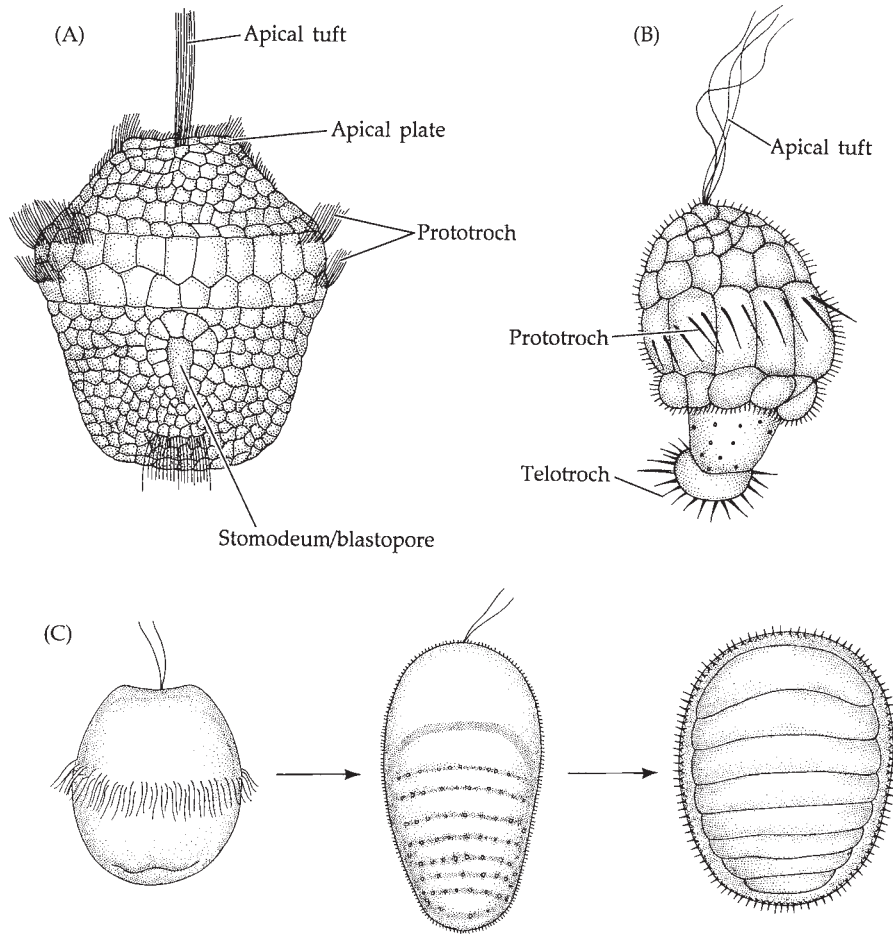 (A)
Apical tuft
Apical plate
Prototroch
Stomodeum/blastopore
(B)
Apical tuft
Prototroch
Telotroch
(C)